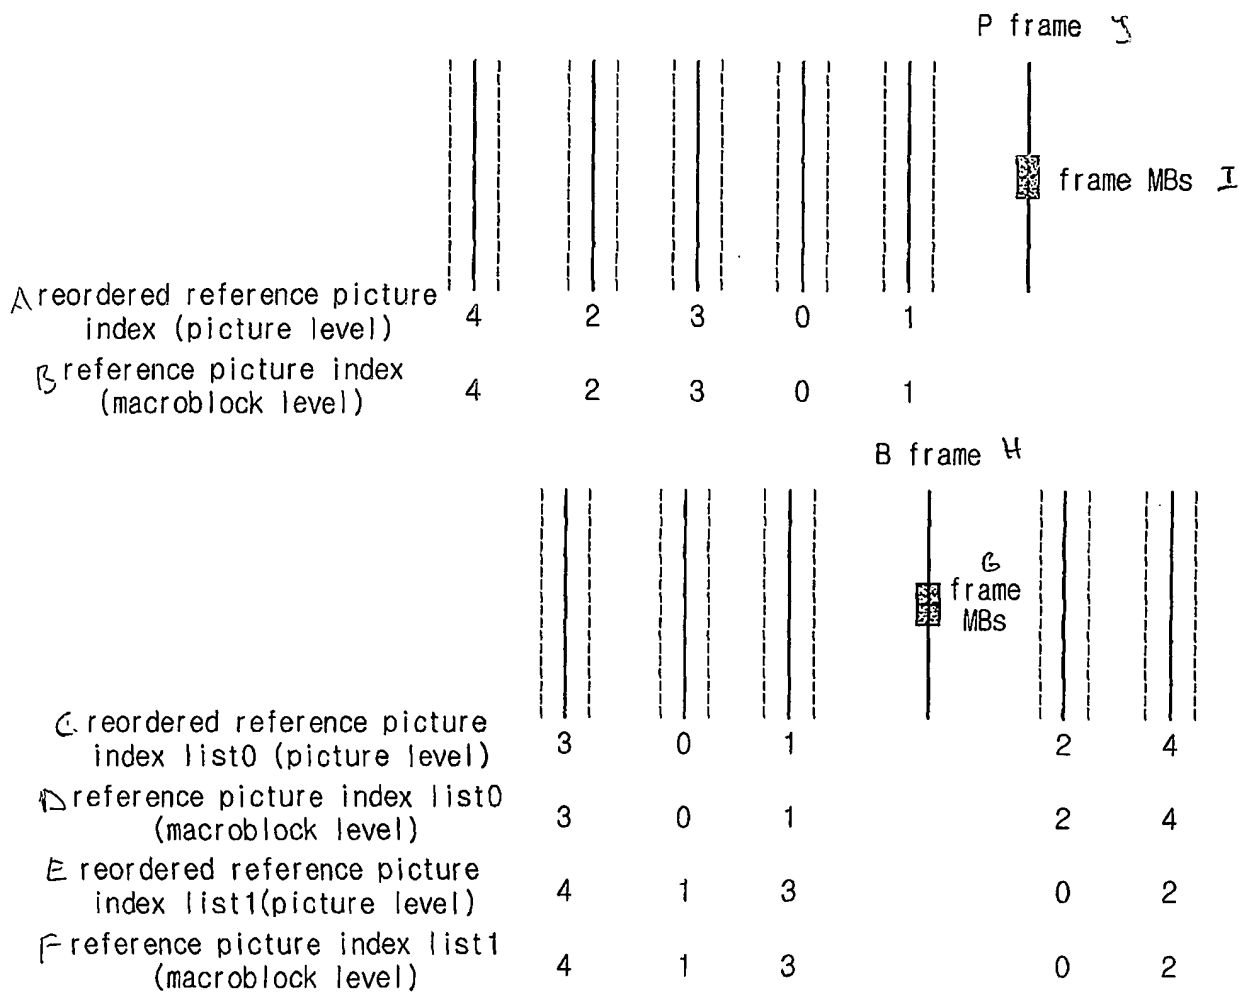 P frame J
frame MBs I
A reordered reference picture
index (picture level) 4 2 3 0 1
B reference picture index
(macroblock level) 4 2 3 0 1
B frame H
G
frame
MBs
C reordered reference picture
index list0 (picture level) 3 0 1 2 4
D reference picture index list0
(macroblock level) 3 0 1 2 4
E reordered reference picture
index list1(picture level) 4 1 3 0 2
F reference picture index list1
(macroblock level) 4 1 3 0 2